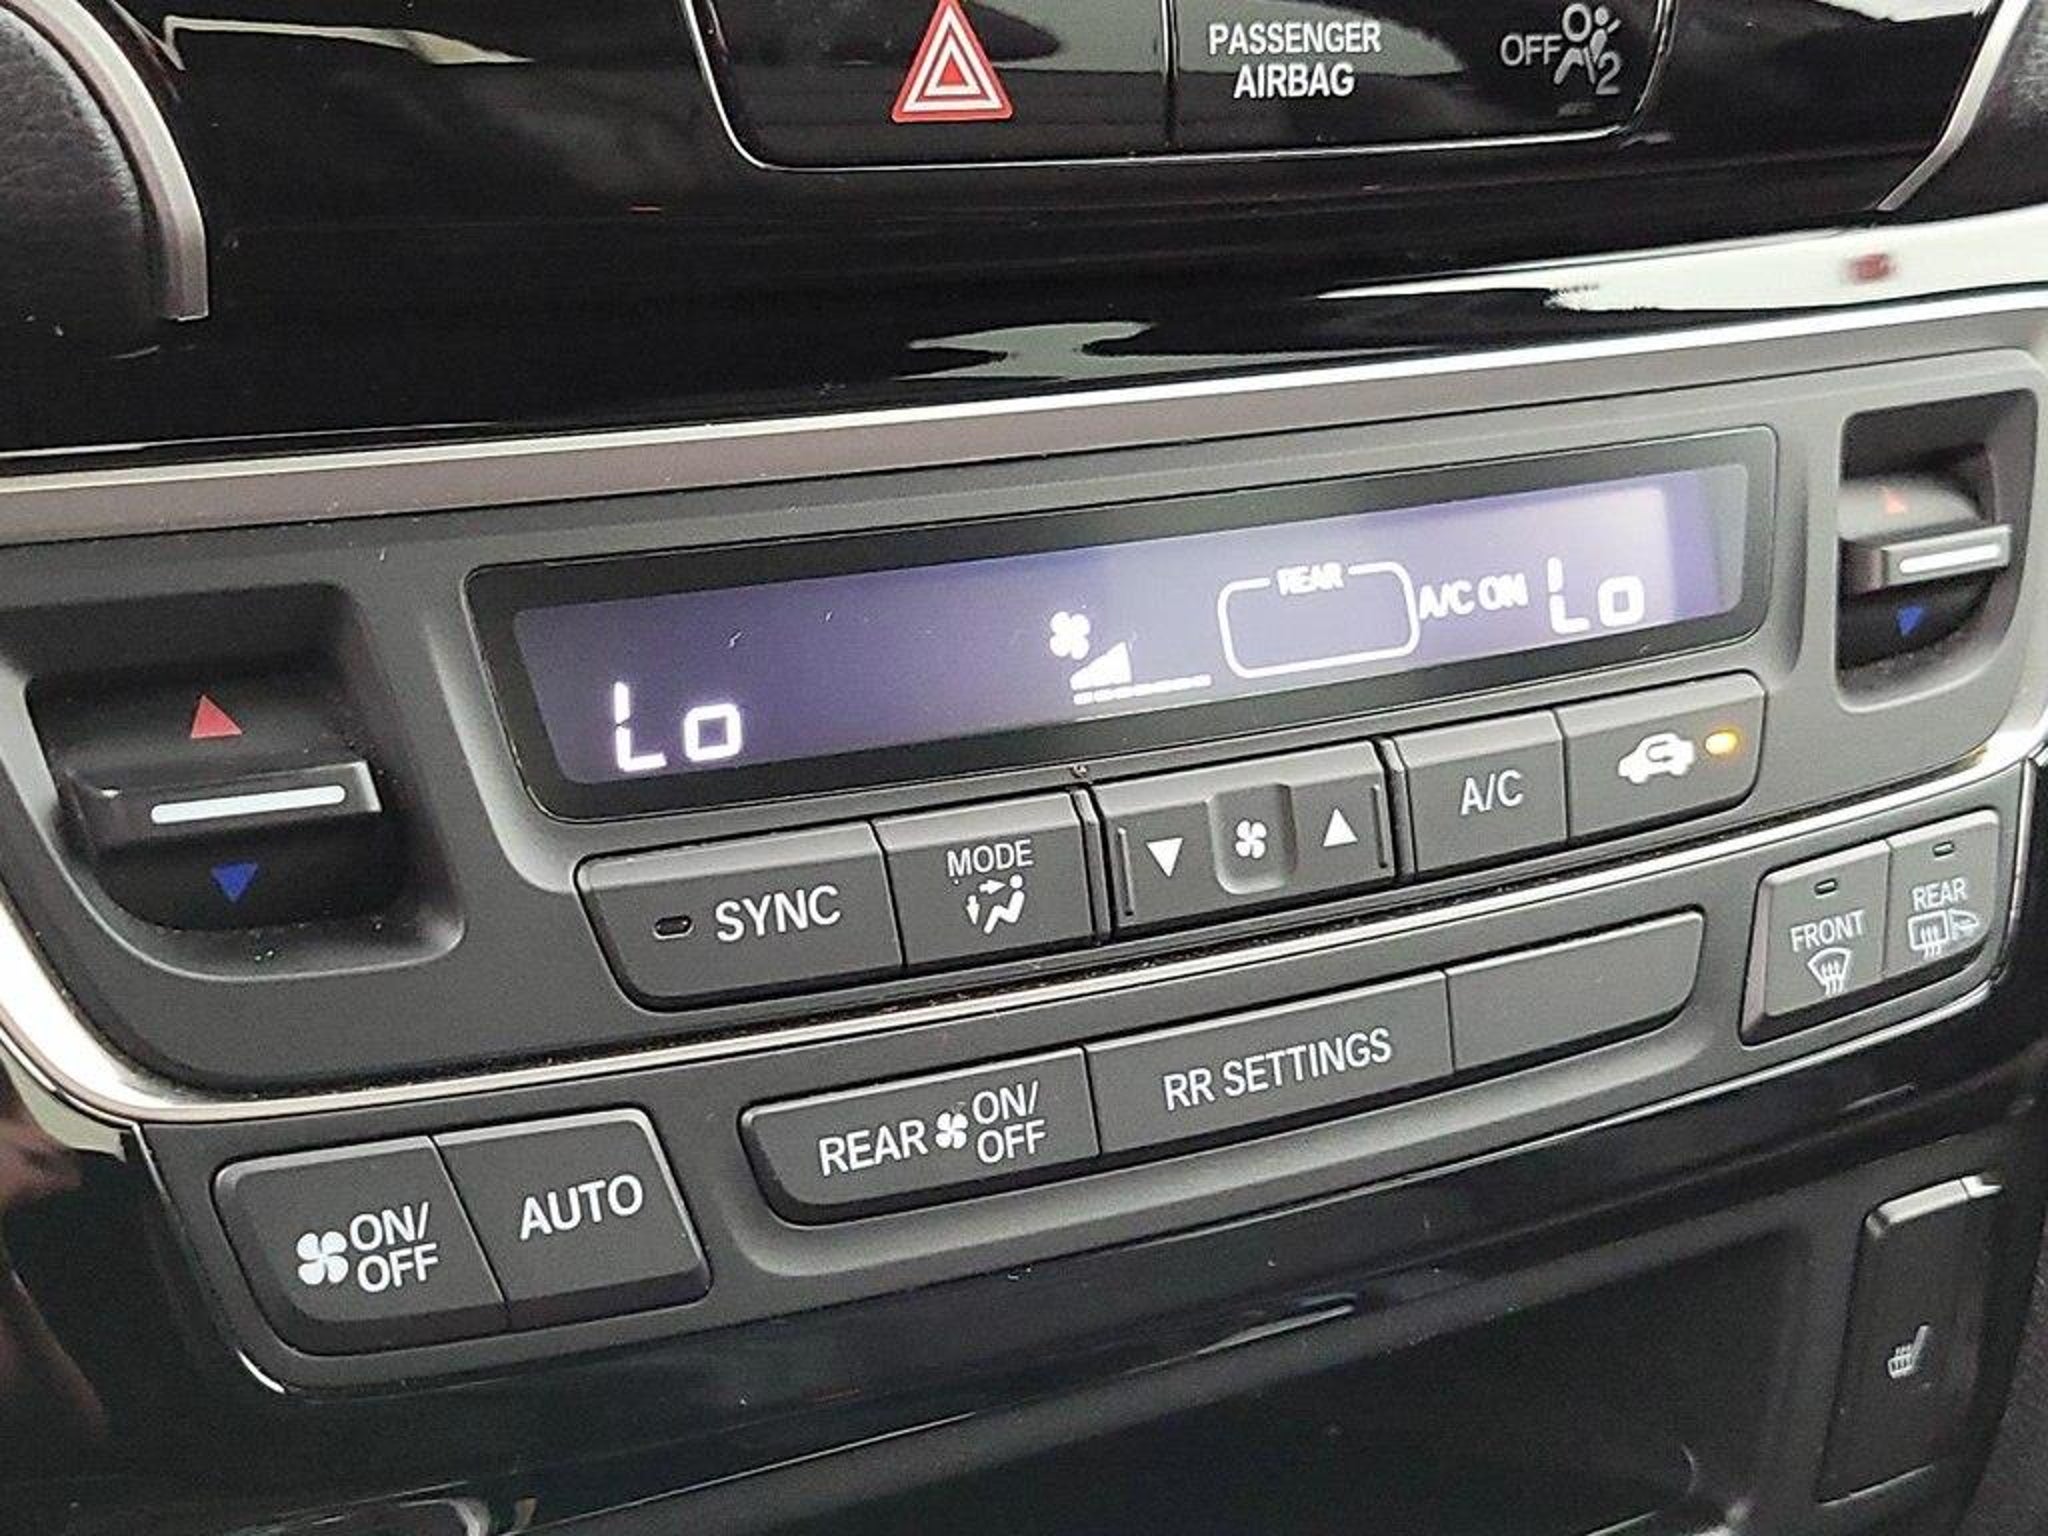 PASSENGER
AIRBAG
OFF
2
REAR
A/C ON
Lo
Lo
SYNC
MODE
A/C
FRONT
REAR
ON/
OFF
AUTO
REAR
ON/
OFF
RR SETTINGS